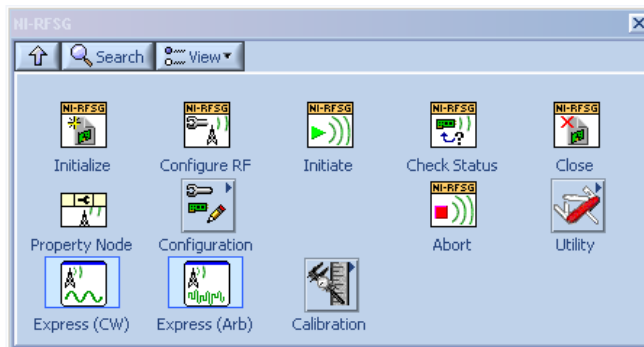 NI-RFSG
Search View
NI-RFSG NI-RFSG NI-RFSG NI-RFSG NI-RFSG
Initialize Configure RF Initiate Check Status Close
NI-RFSG
Property Node Configuration Abort Utility
Express (CW) Express (Arb) Calibration